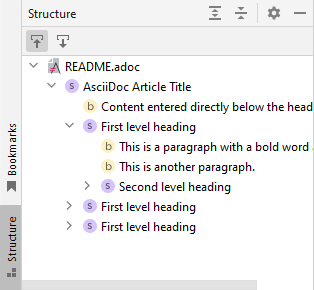 Structure
README.adoc
s AsciiDoc Article Title
b Content entered directly below the head
s First level heading
b This is a paragraph with a bold word a
b This is another paragraph.
s Second level heading
s First level heading
s First level heading
Bookmarks
Structure